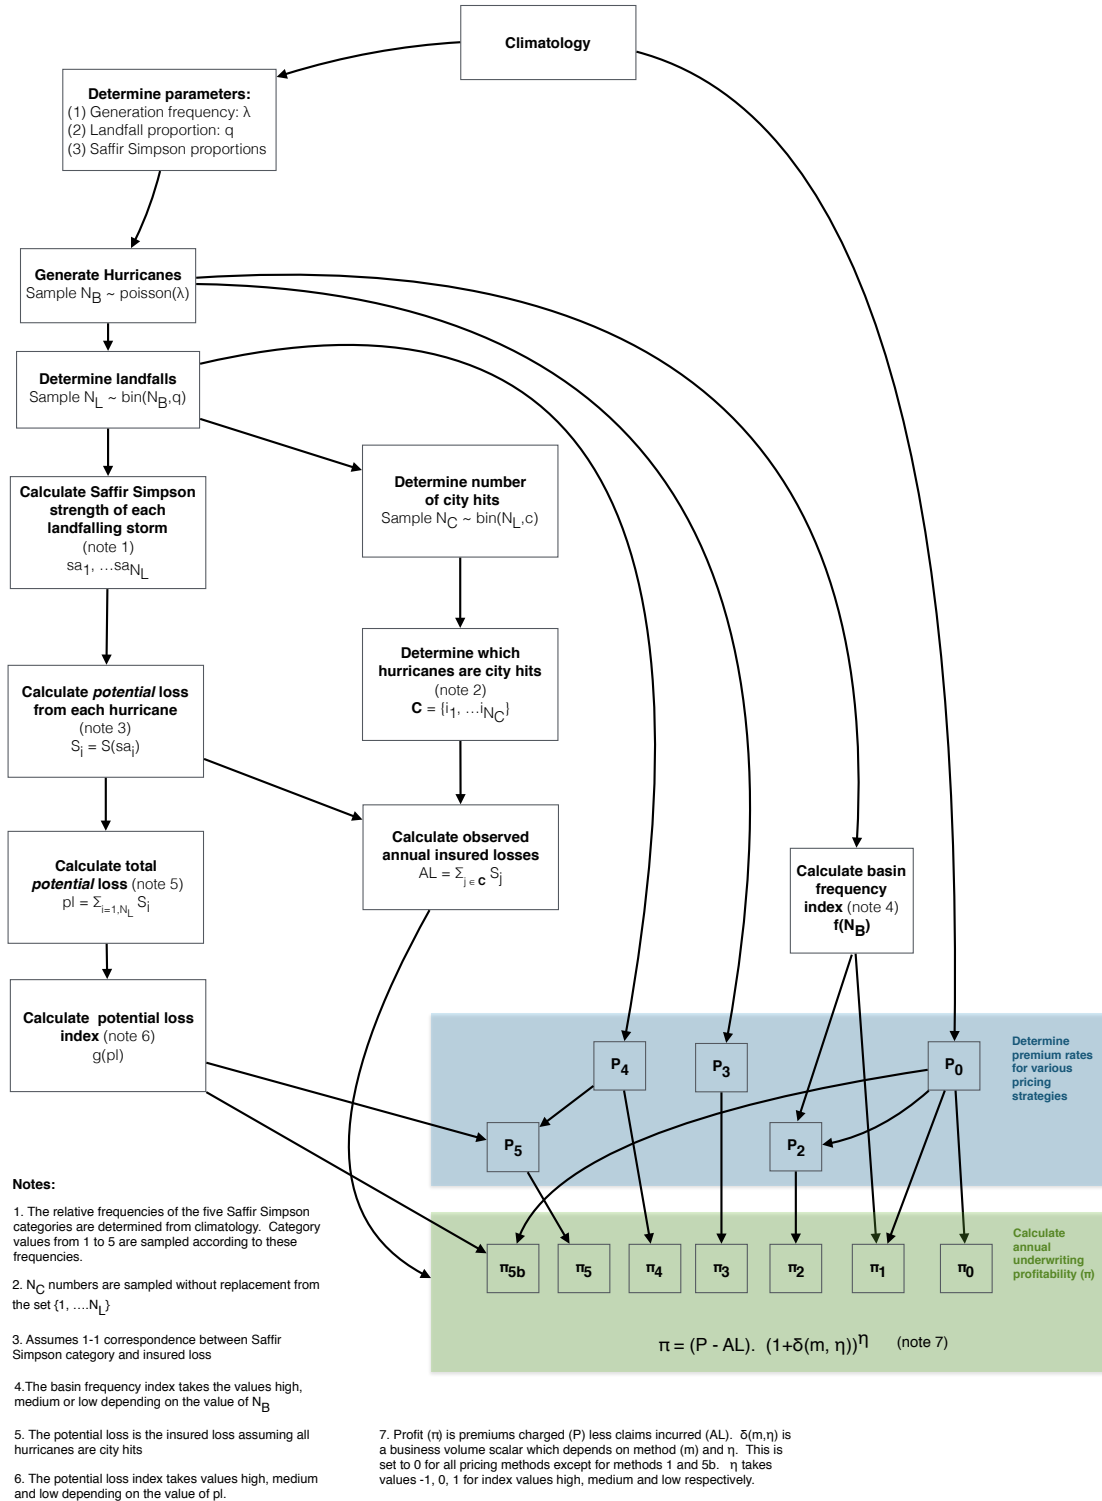 Climatology
Determine parameters:
(1) Generation frequency: λ
(2) Landfall proportion: q
(3) Saffir Simpson proportions
Generate Hurricanes
Sample N_B ~ poisson(λ)
Determine landfalls
Sample N_L ~ bin(N_B,q)
Calculate Saffir Simpson
strength of each
landfalling storm
(note 1)
sa_1, …sa_N_L
Determine number
of city hits
Sample N_C ~ bin(N_L,c)
Determine which
hurricanes are city hits
(note 2)
C = {i_1, …i_N_C}
Calculate potential loss
from each hurricane
(note 3)
S_i = S(sa_i)
Calculate observed
annual insured losses
AL = Σ_j ∈ C S_j
Calculate total
potential loss (note 5)
pl = Σ_i=1,N_L S_i
Calculate basin
frequency
index (note 4)
f(N_B)
Calculate potential loss
index (note 6)
g(pl)
Determine
premium rates
for various
pricing
strategies
P_4
P_3
P_0
P_5
P_2
Calculate
annual
underwriting
profitability (π)
π_5b
π_5
π_4
π_3
π_2
π_1
π_0
π = (P - AL). (1+δ(m, η))^η (note 7)
Notes:
1. The relative frequencies of the five Saffir Simpson
categories are determined from climatology. Category
values from 1 to 5 are sampled according to these
frequencies.
2. N_C numbers are sampled without replacement from
the set {1, ....N_L}
3. Assumes 1-1 correspondence between Saffir
Simpson category and insured loss
4.The basin frequency index takes the values high,
medium or low depending on the value of N_B
5. The potential loss is the insured loss assuming all
hurricanes are city hits
6. The potential loss index takes values high, medium
and low depending on the value of pl.
7. Profit (π) is premiums charged (P) less claims incurred (AL). δ(m,η) is
a business volume scalar which depends on method (m) and η. This is
set to 0 for all pricing methods except for methods 1 and 5b. η takes
values -1, 0, 1 for index values high, medium and low respectively.